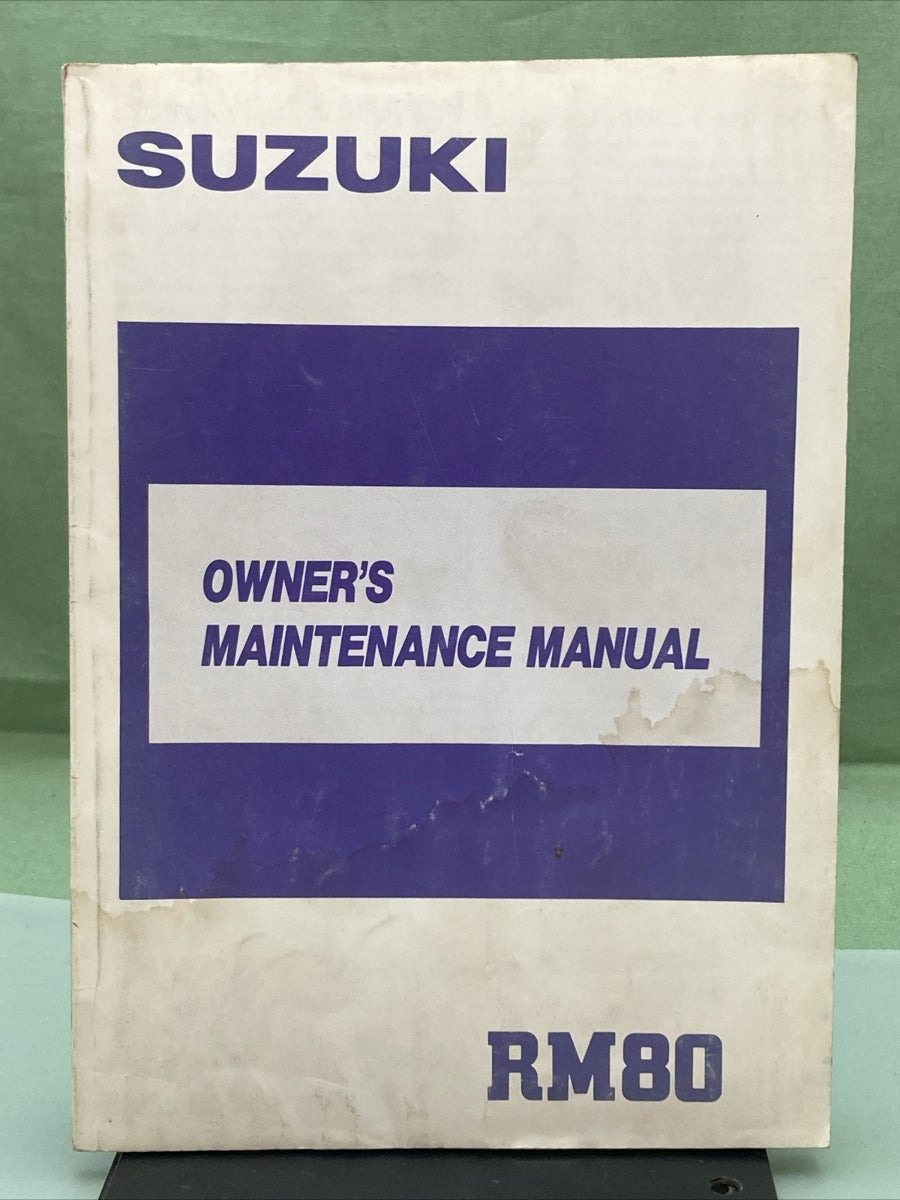 SUZUKI
OWNER'S
MAINTENANCE MANUAL
RM80